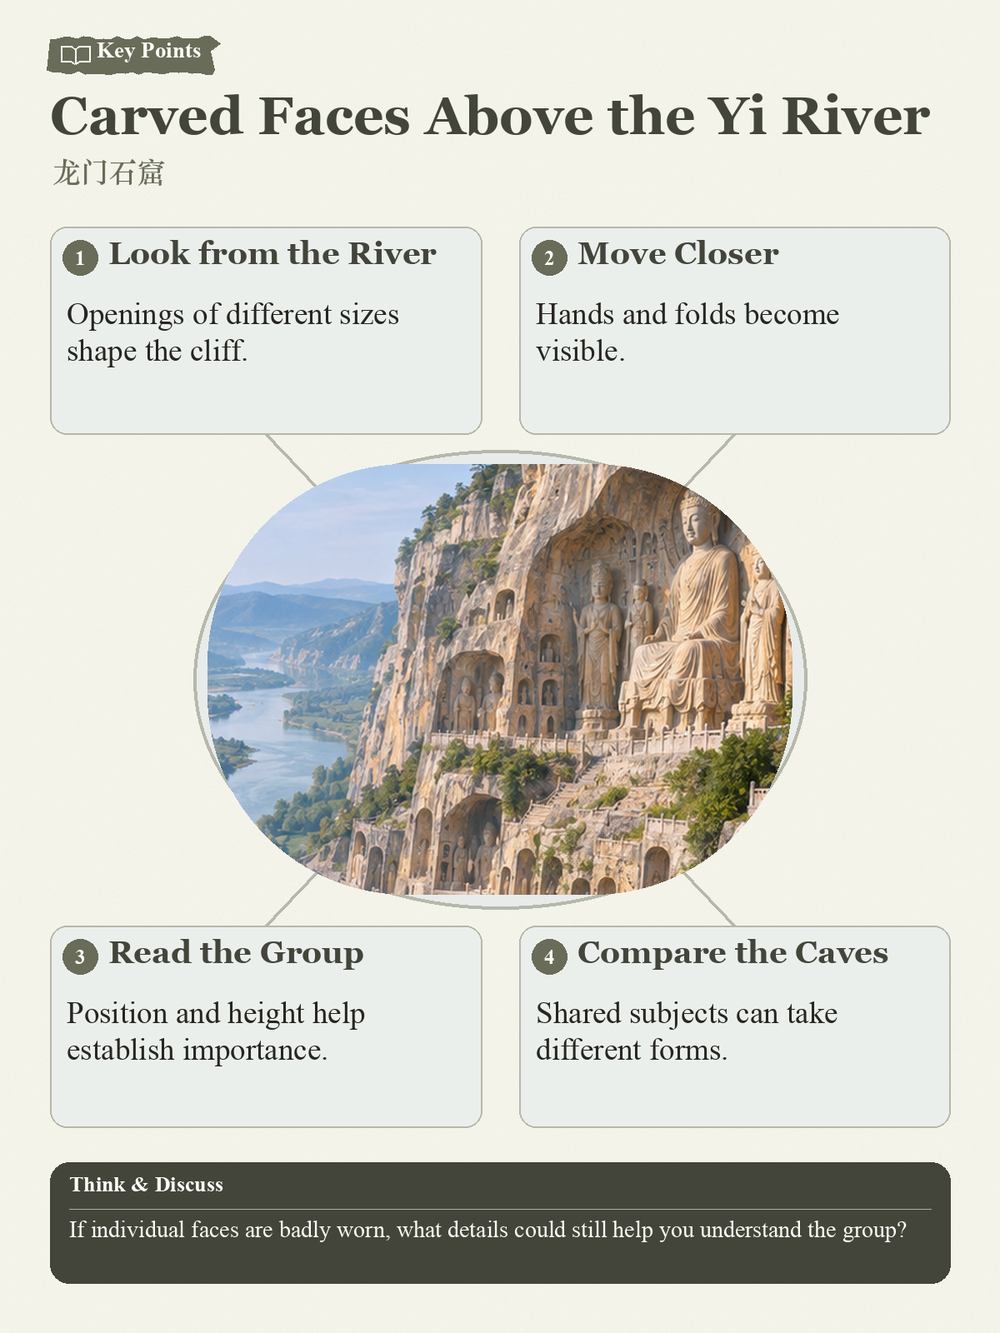 Key Points
Carved Faces Above the Yi River
龙门石窟
1 Look from the River
Openings of different sizes
shape the cliff.
2 Move Closer
Hands and folds become
visible.
3 Read the Group
Position and height help
establish importance.
4 Compare the Caves
Shared subjects can take
different forms.
Think & Discuss
If individual faces are badly worn, what details could still help you understand the group?